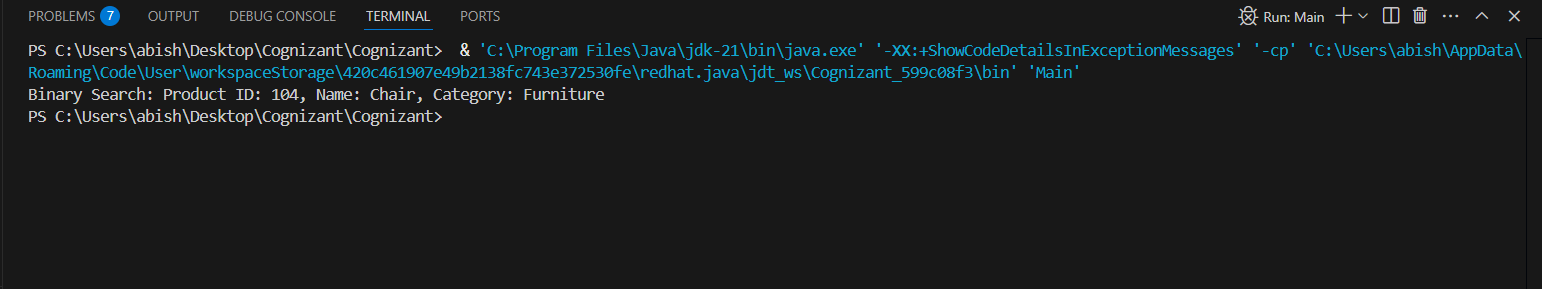 PROBLEMS 7 OUTPUT DEBUG CONSOLE TERMINAL PORTS Run: Main
PS C:\Users\abish\Desktop\Cognizant\Cognizant> & 'C:\Program Files\Java\jdk-21\bin\java.exe' '-XX:+ShowCodeDetailsInExceptionMessages' '-cp' 'C:\Users\abish\AppData\
Roaming\Code\User\workspaceStorage\420c461907e49b2138fc743e372530fe\redhat.java\jdt_ws\Cognizant_599c08f3\bin' 'Main'
Binary Search: Product ID: 104, Name: Chair, Category: Furniture
PS C:\Users\abish\Desktop\Cognizant\Cognizant>